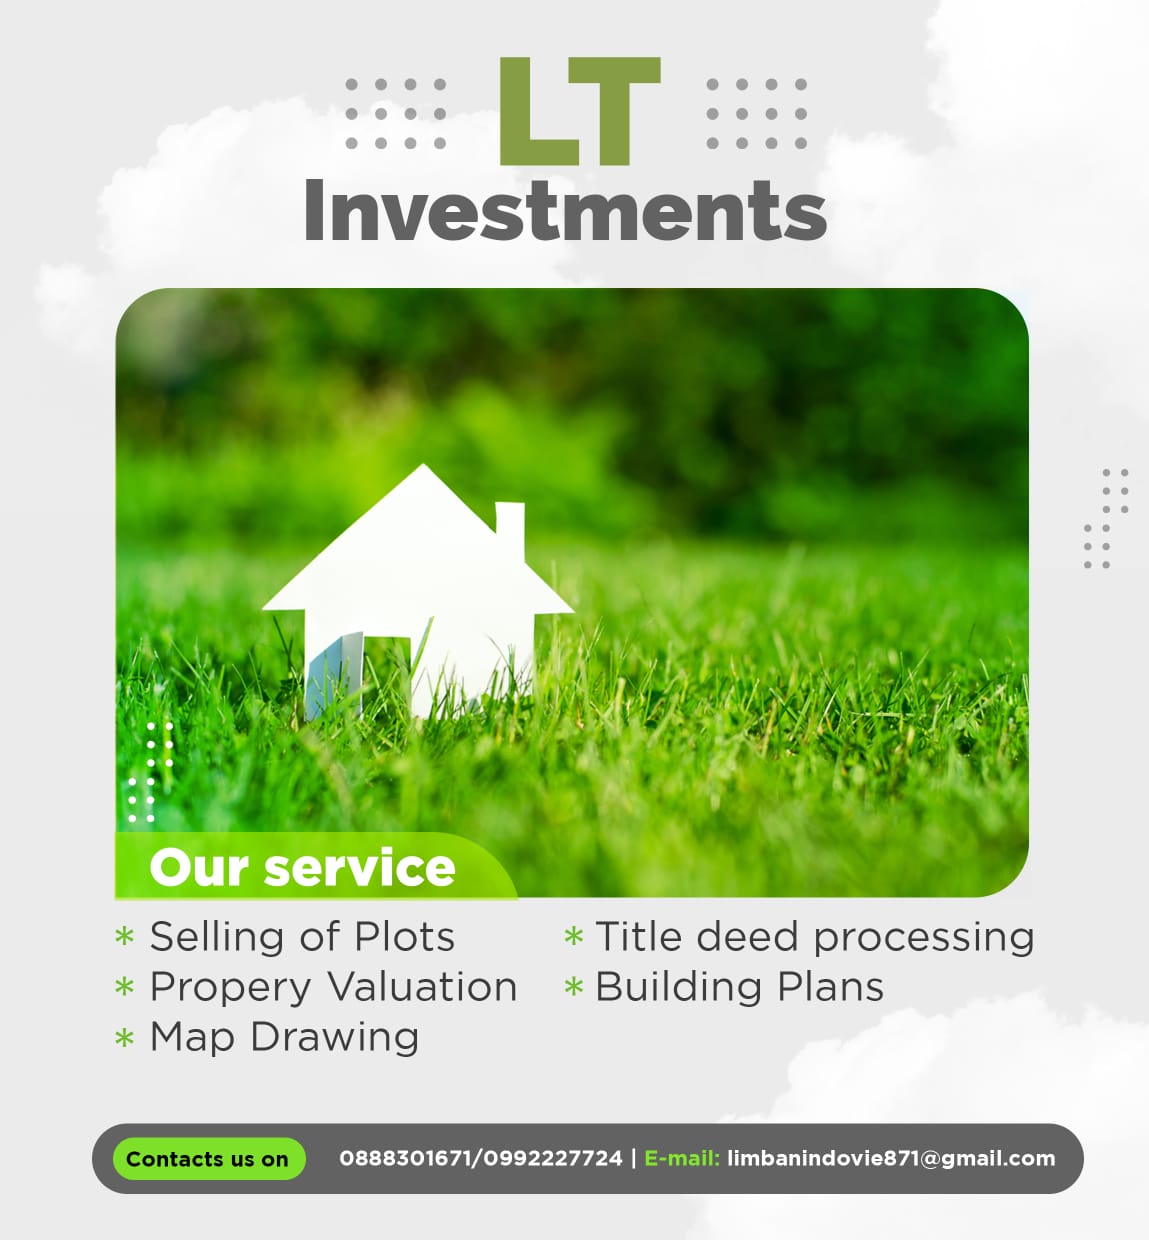 LT
Investments
Our service
* Selling of Plots
* Propery Valuation
* Map Drawing
* Title deed processing
* Building Plans
Contacts us on 0888301671/0992227724 | E-mail: limbanindovie871@gmail.com